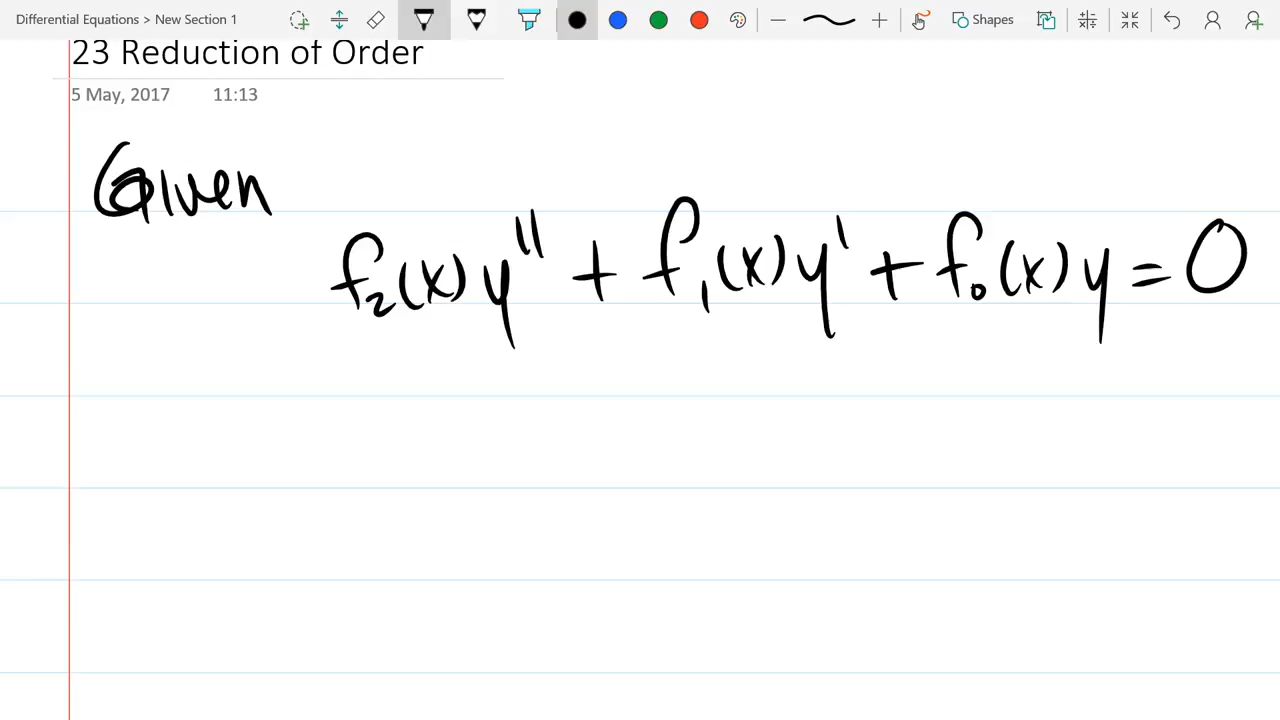 Differential Equations > New Section 1
Shapes
23 Reduction of Order
5 May, 2017 11:13
Given
f₂(x)y'' + f₁(x)y' + f₀(x)y = 0